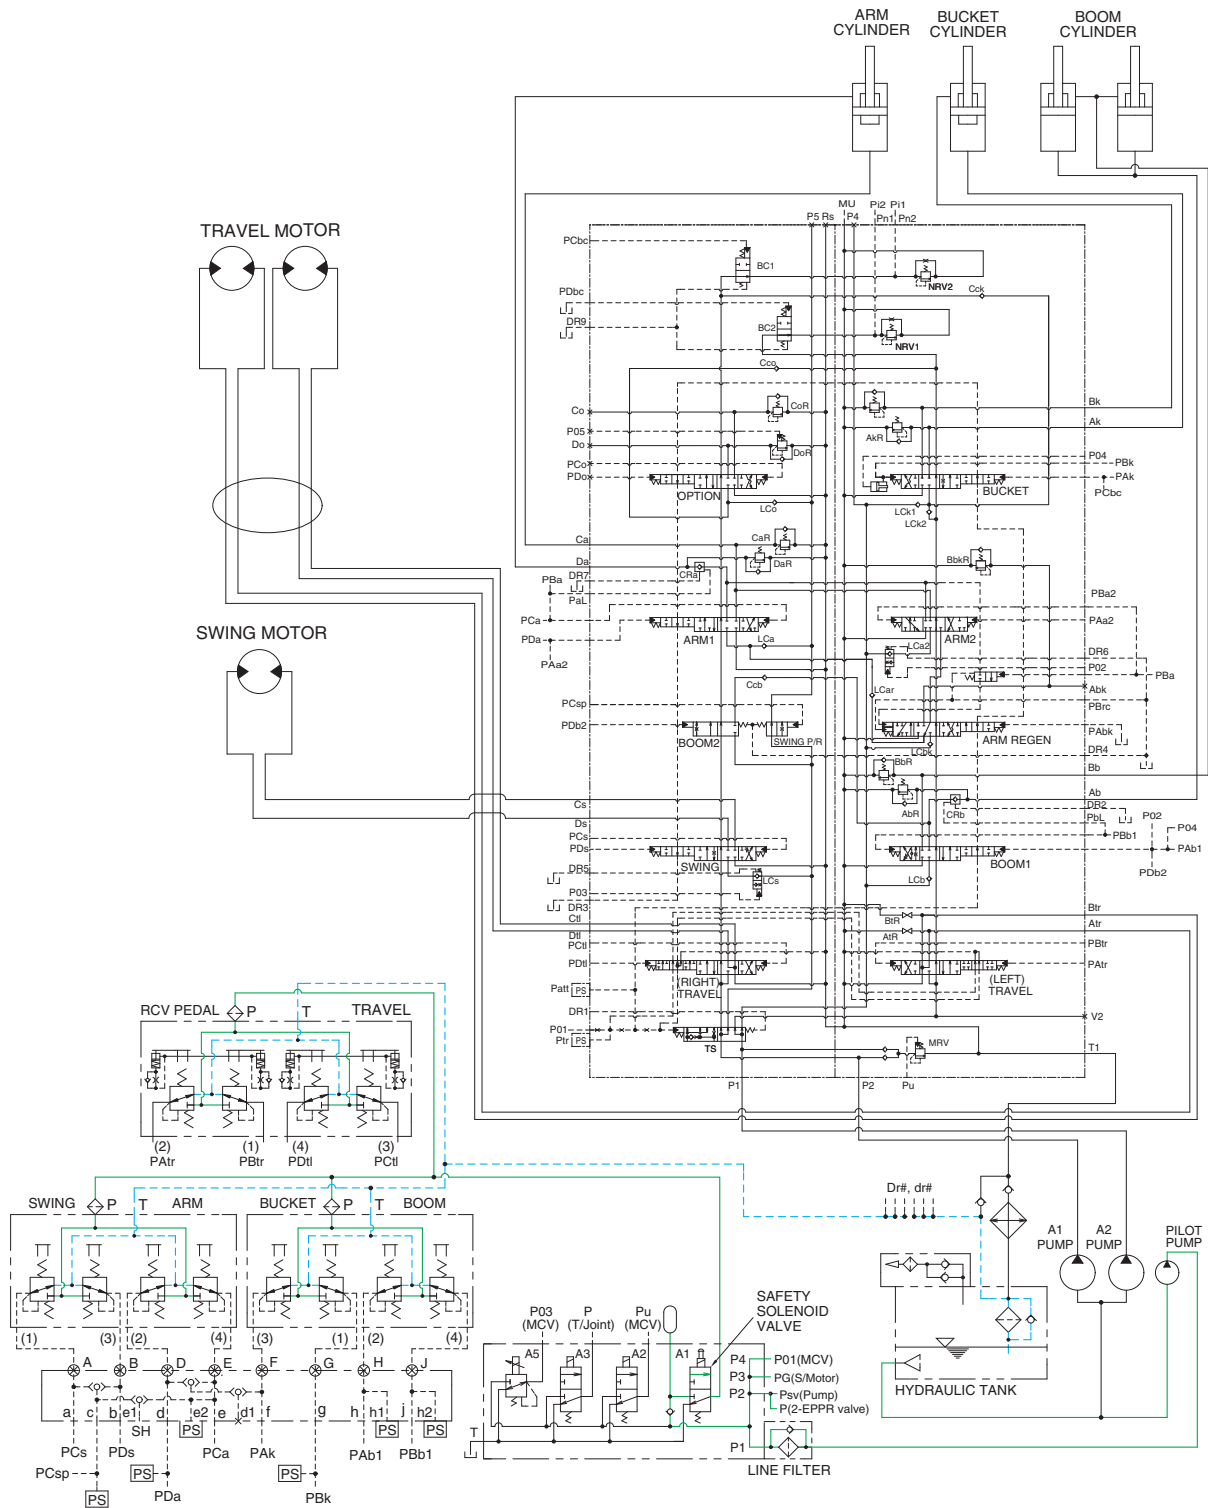 ARM
CYLINDER
BUCKET
CYLINDER
BOOM
CYLINDER
TRAVEL MOTOR
SWING MOTOR
P5 Rs
MU
P4
Pi2 Pi1
Pn1 Pn2
PCbc
BC1
NRV2
Cck
PDbc
DR9
BC2
NRV1
Cco
Co
CoR
Bk
P05
Ak
Do
DoR
AkR
PCo
P04
PBk
PDo
PAk
OPTION
BUCKET
PCbc
LCo
LCk1
LCk2
Ca
CaR
Da
DaR
BbkR
CRa
DR7
PBa
PaL
PBa2
PCa
PAa2
PDa
ARM1
ARM2
PAa2
LCa
LCa2
DR6
P02
PBa
Ccb
LCar
Abk
PCsp
PBrc
PDb2
PAbk
BOOM2
SWING P/R
ARM REGEN
LCbk
DR4
BbR
Bb
AbR
CRb
Ab
Cs
DR2
Ds
PbL
P02
PCs
PBb1
P04
PDs
PAb1
SWING
BOOM1
PDb2
DR5
LCs
LCb
P03
DR3
Btr
Ctl
BtR
Atr
Dtl
AtR
PCtl
PBtr
PDtl
PAtr
(RIGHT)
TRAVEL
(LEFT)
TRAVEL
Patt PS
DR1
P01
V2
Ptr PS
TS
MRV
T1
P1
P2
Pu
RCV PEDAL
P
T
TRAVEL
(2)
(1)
(4)
(3)
PAtr
PBtr
PDtl
PCtl
SWING
P
T
ARM
BUCKET
P
T
BOOM
(1)
(3)
(2)
(4)
(3)
(1)
(2)
(4)
A
B
D
E
F
G
H
J
a
c
b
e1
d
e2
e
d1
f
g
h
h1
j
h2
SH
PS
PS
PS
PCs
PDs
PCa
PAk
PAb1
PBb1
PCsp
PS
PS
PS
PDa
PBk
Dr#, dr#
A1
PUMP
A2
PUMP
PILOT
PUMP
HYDRAULIC TANK
SAFETY
SOLENOID
VALVE
P03
(MCV)
P
(T/Joint)
Pu
(MCV)
A5
A3
A2
A1
P4
P01(MCV)
P3
PG(S/Motor)
P2
Psv(Pump)
P(2-EPPR valve)
T
P1
LINE FILTER